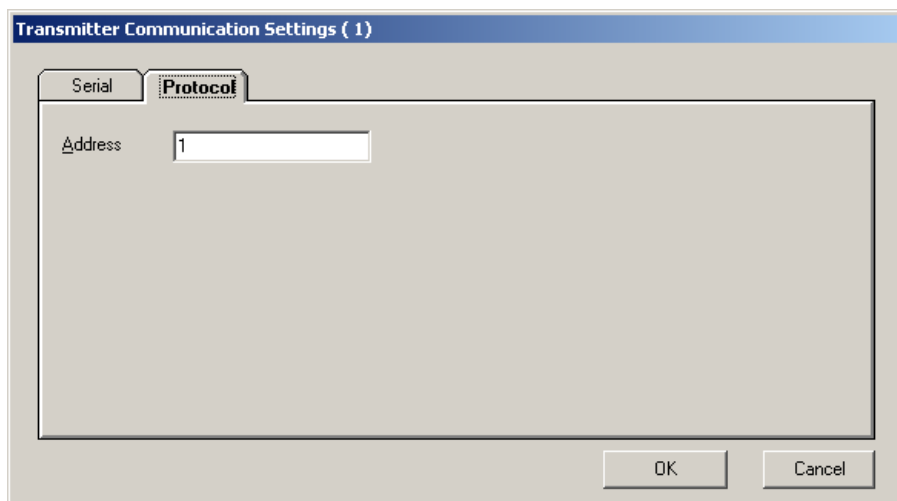 Transmitter Communication Settings ( 1)
Serial Protocol
Address 1
OK Cancel